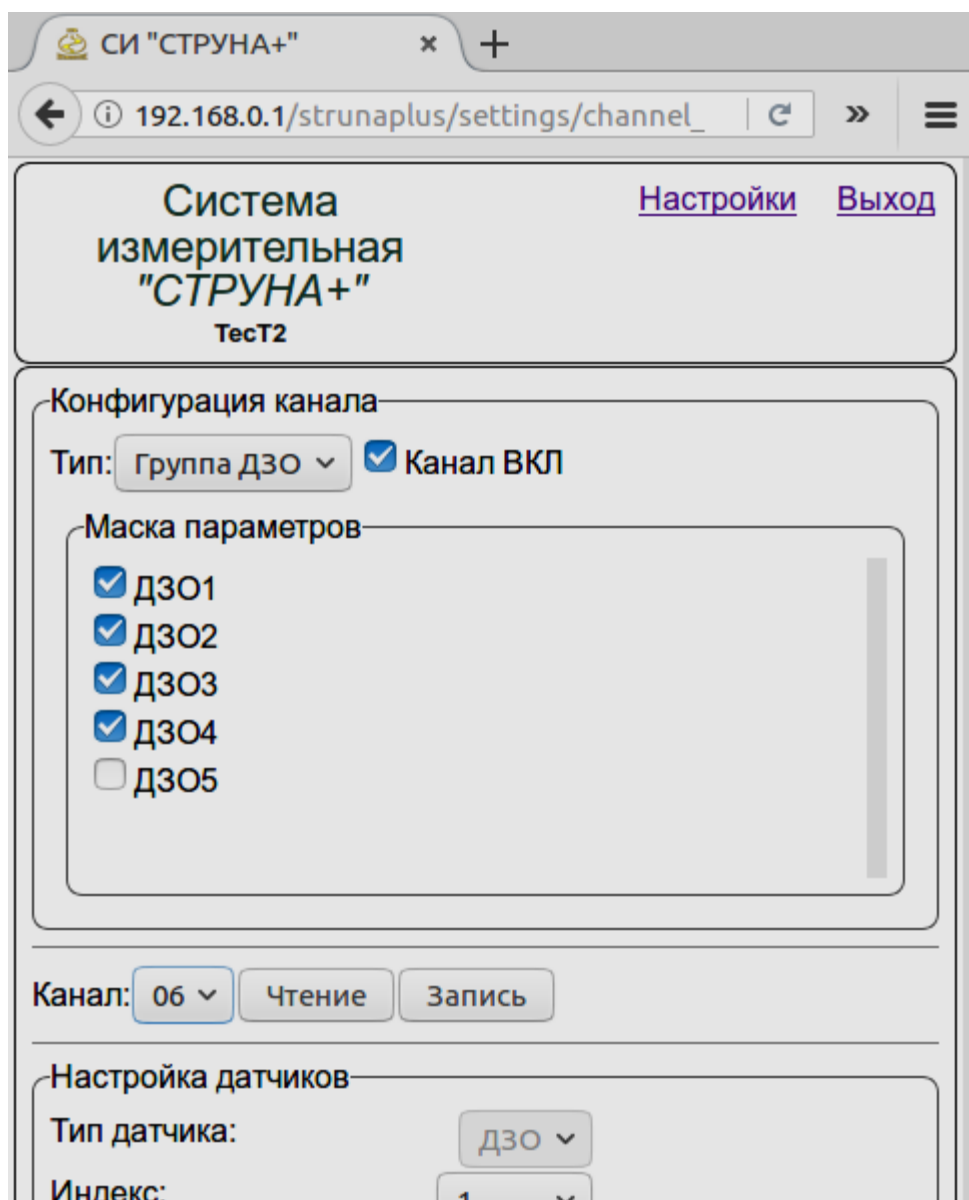 СИ "СТРУНА+"
192.168.0.1/strunaplus/settings/channel_
Система
измерительная
"СТРУНА+"
ТесТ2
Настройки Выход
Конфигурация канала
Тип: Группа ДЗО Канал ВКЛ
Маска параметров
ДЗО1
ДЗО2
ДЗО3
ДЗО4
ДЗО5
Канал: 06 Чтение Запись
Настройка датчиков
Тип датчика: ДЗО
Индекс: 1